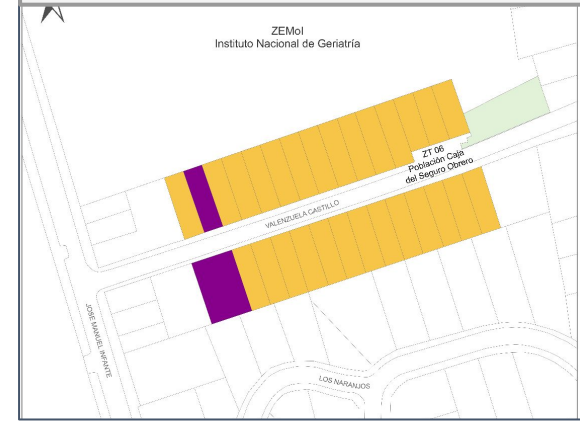 ZEMoI
Instituto Nacional de Geriatría
ZT 06
Población Caja
del Seguro Obrero
VALENZUELA CASTILLO
JOSE MANUEL INFANTE
LOS NARANJOS